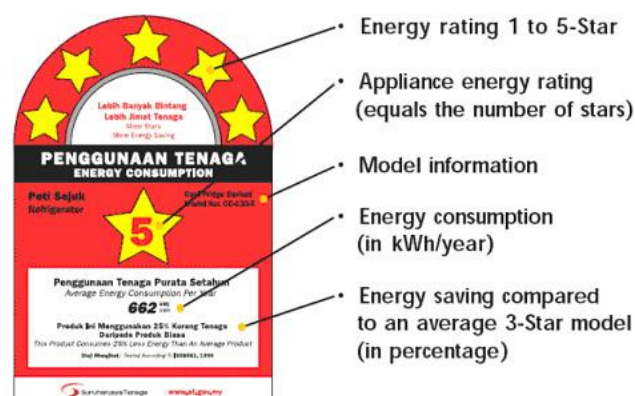 Lebih Banyak Bintang
Lebih Jimat Tenaga
More Stars
More Energy Saving
PENGGUNAAN TENAGA
ENERGY CONSUMPTION
Peti Sejuk
Refrigerator
5
Penggunaan Tenaga Purata Setahun
Average Energy Consumption Per Year
662
Produk Ini Menggunakan 25% Kurang Tenaga
Daripada Produk Biasa
This Product Consumes 25% Less Energy Than An Average Product
Suruhanjaya Tenaga
www.st.gov.my
• Energy rating 1 to 5-Star
• Appliance energy rating
(equals the number of stars)
• Model information
• Energy consumption
(in kWh/year)
• Energy saving compared
to an average 3-Star model
(in percentage)